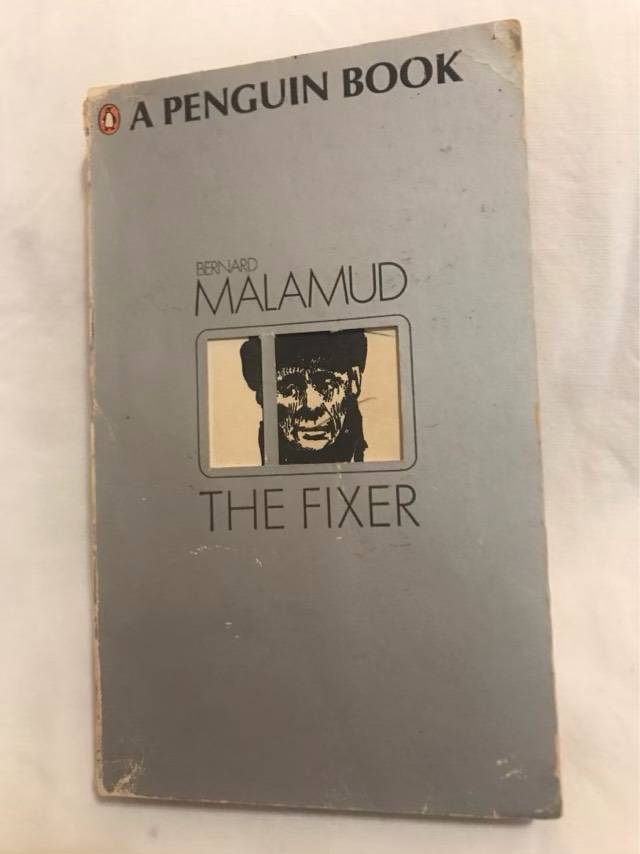 A PENGUIN BOOK
BERNARD
MALAMUD
THE FIXER